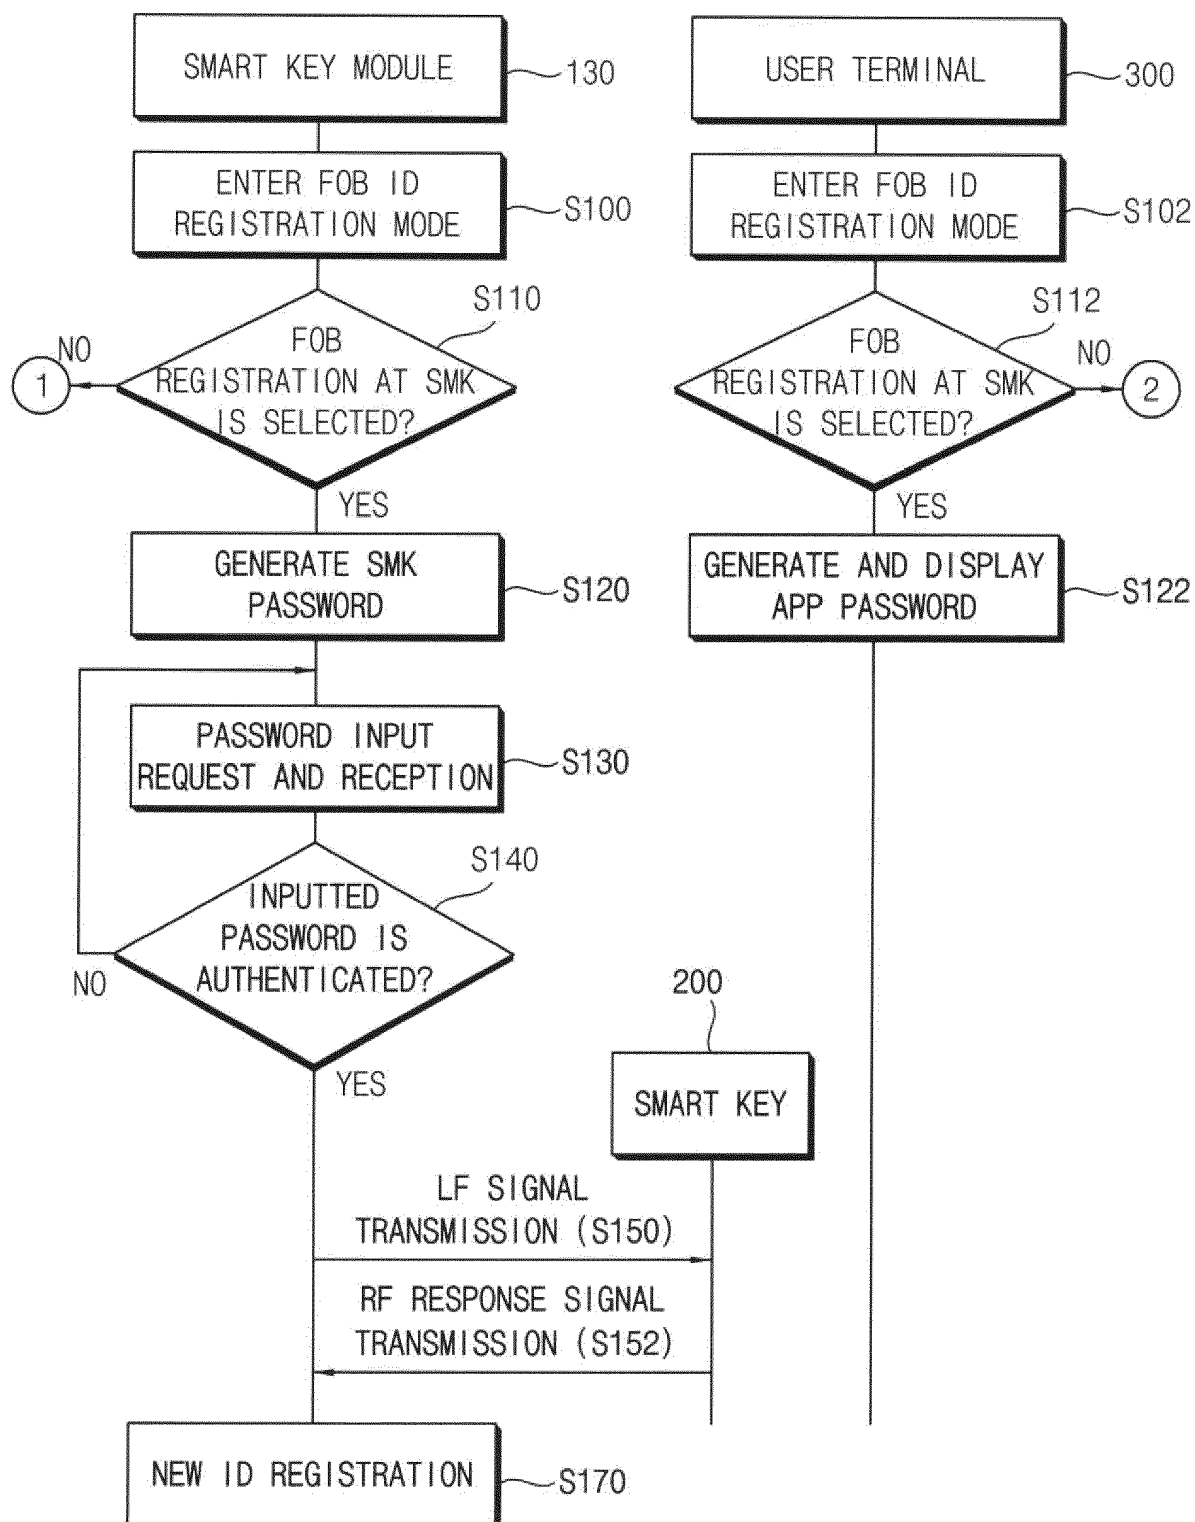 SMART KEY MODULE
130
USER TERMINAL
300
ENTER FOB ID
REGISTRATION MODE
S100
ENTER FOB ID
REGISTRATION MODE
S102
S110
FOB
REGISTRATION AT SMK
IS SELECTED?
NO
1
YES
S112
FOB
REGISTRATION AT SMK
IS SELECTED?
NO
2
YES
GENERATE SMK
PASSWORD
S120
GENERATE AND DISPLAY
APP PASSWORD
S122
PASSWORD INPUT
REQUEST AND RECEPTION
S130
S140
INPUTTED
PASSWORD IS
AUTHENTICATED?
NO
YES
200
SMART KEY
LF SIGNAL
TRANSMISSION (S150)
RF RESPONSE SIGNAL
TRANSMISSION (S152)
NEW ID REGISTRATION
S170